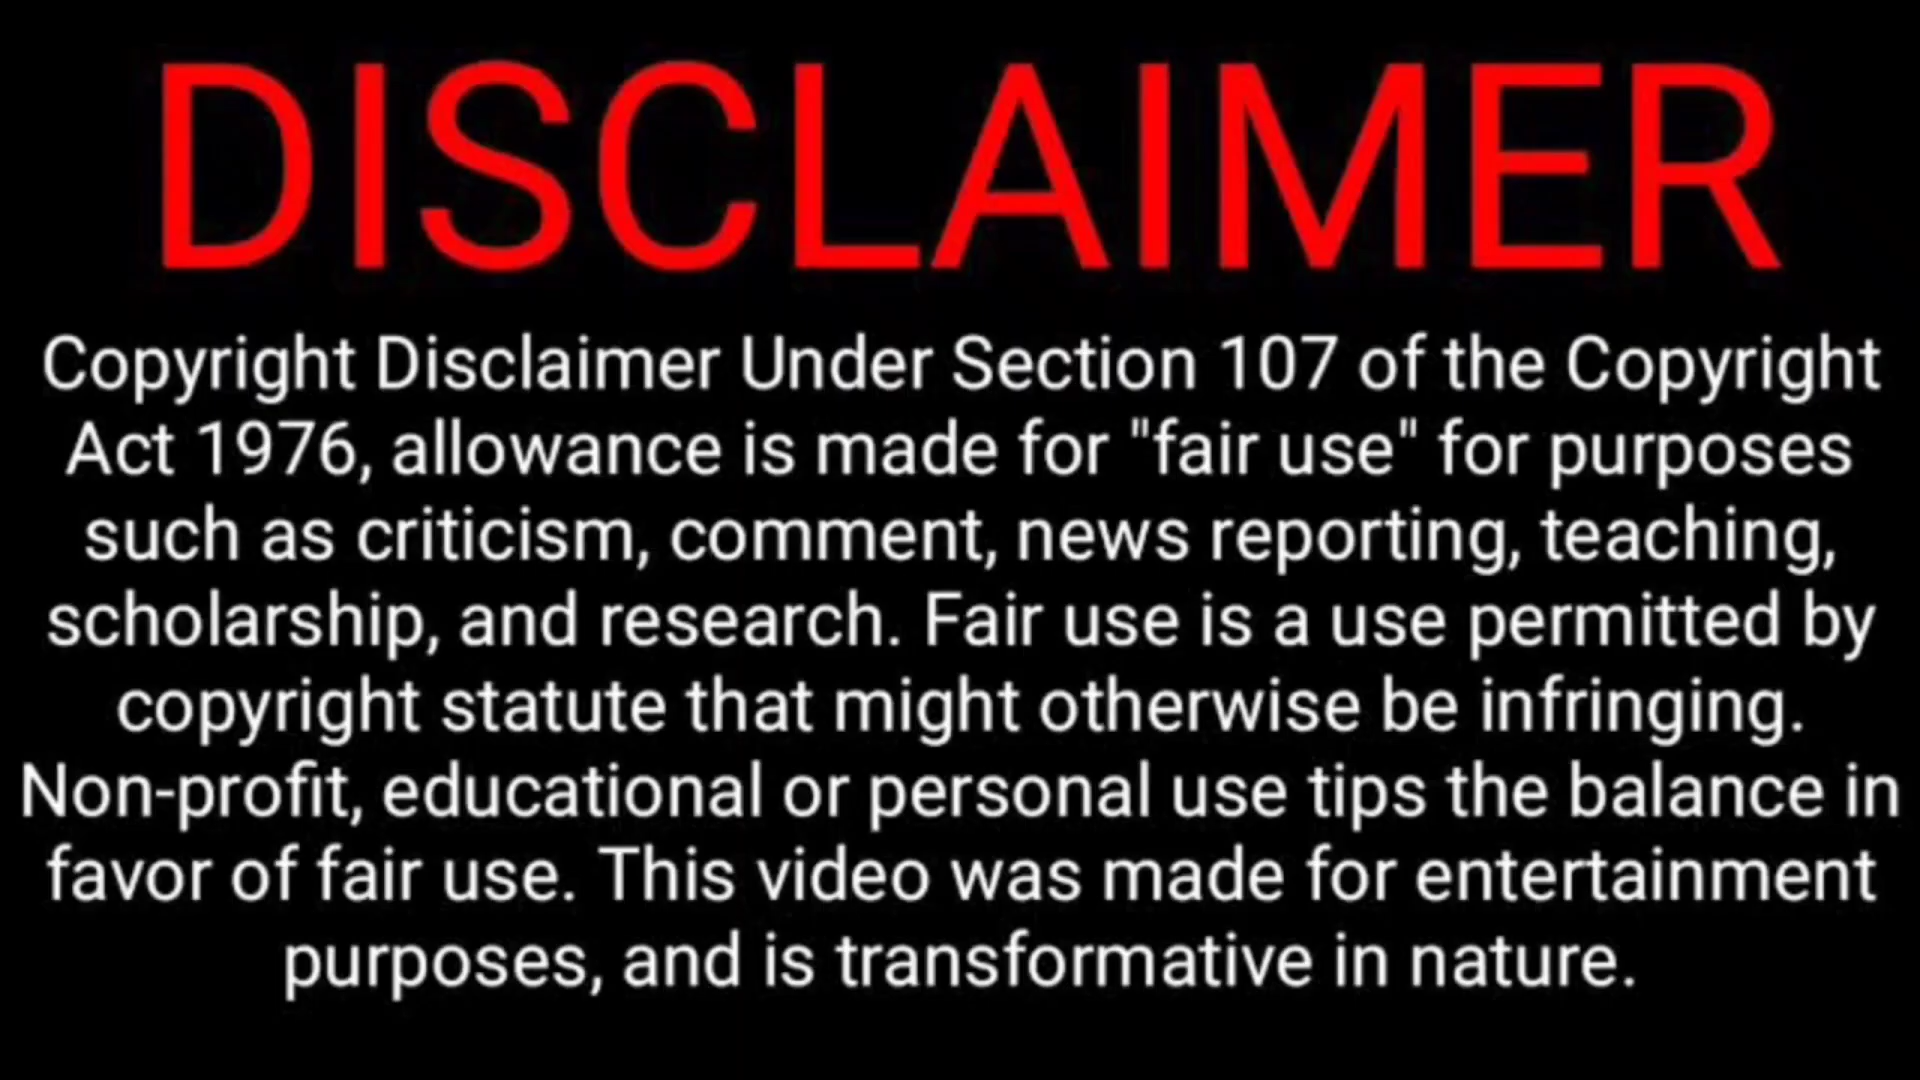 DISCLAIMER
Copyright Disclaimer Under Section 107 of the Copyright
Act 1976, allowance is made for "fair use" for purposes
such as criticism, comment, news reporting, teaching,
scholarship, and research. Fair use is a use permitted by
copyright statute that might otherwise be infringing.
Non-profit, educational or personal use tips the balance in
favor of fair use. This video was made for entertainment
purposes, and is transformative in nature.